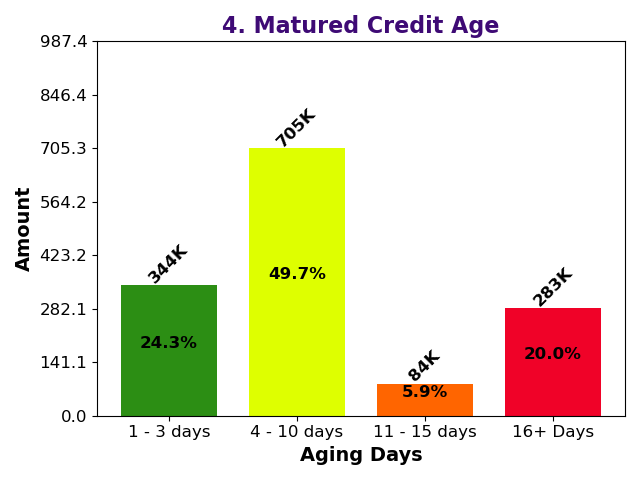 4. Matured Credit Age
Amount
987.4
846.4
705.3
564.2
423.2
282.1
141.1
0.0
344K
24.3%
705K
49.7%
84K
5.9%
283K
20.0%
1 - 3 days
4 - 10 days
11 - 15 days
16+ Days
Aging Days